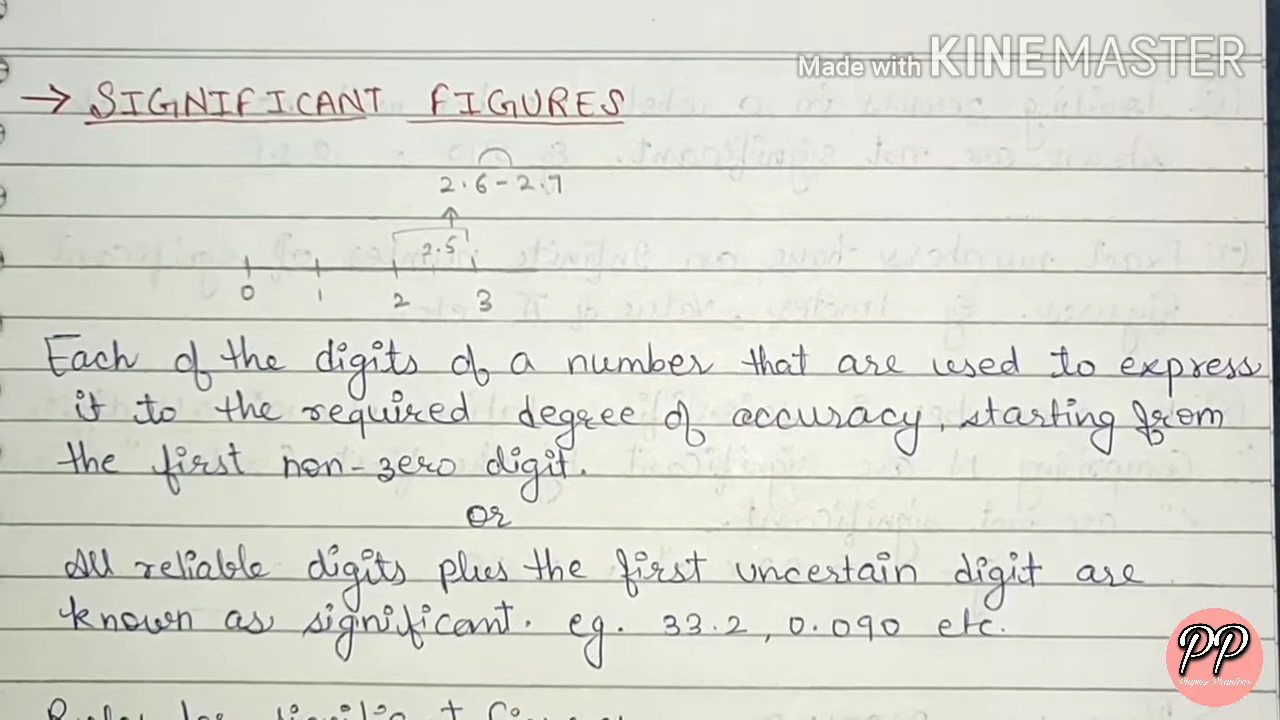 Made with KINEMASTER
→ SIGNIFICANT FIGURES
2.6-2.7
2.5
0 1 2 3
Each of the digits of a number that are used to express
it to the required degree of accuracy, starting from
the first non-zero digit.
Or
All reliable digits plus the first uncertain digit are
known as significant. eg. 33.2, 0.090 etc.
PP